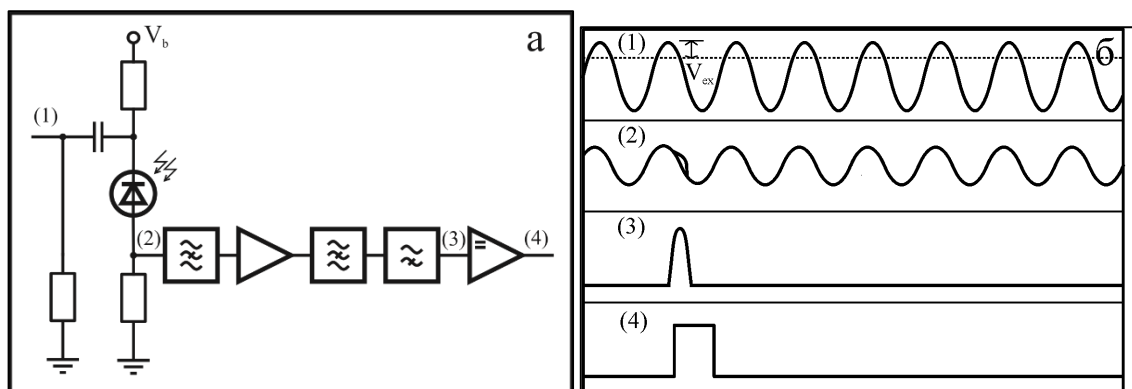 а
V_b
(1)
(2)
(3)
(4)
=
б
(1)
V_ex
(2)
(3)
(4)